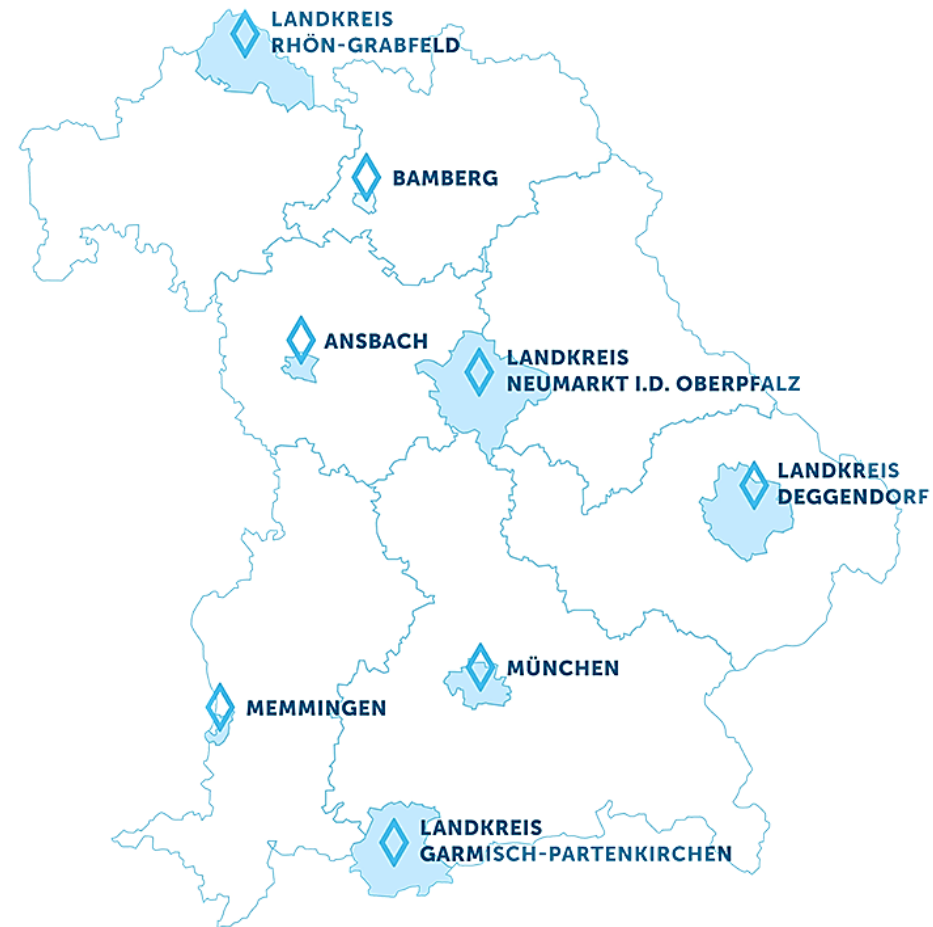 LANDKREIS
RHÖN-GRABFELD
BAMBERG
ANSBACH
LANDKREIS
NEUMARKT I.D. OBERPFALZ
LANDKREIS
DEGGENDORF
MÜNCHEN
MEMMINGEN
LANDKREIS
GARMISCH-PARTENKIRCHEN